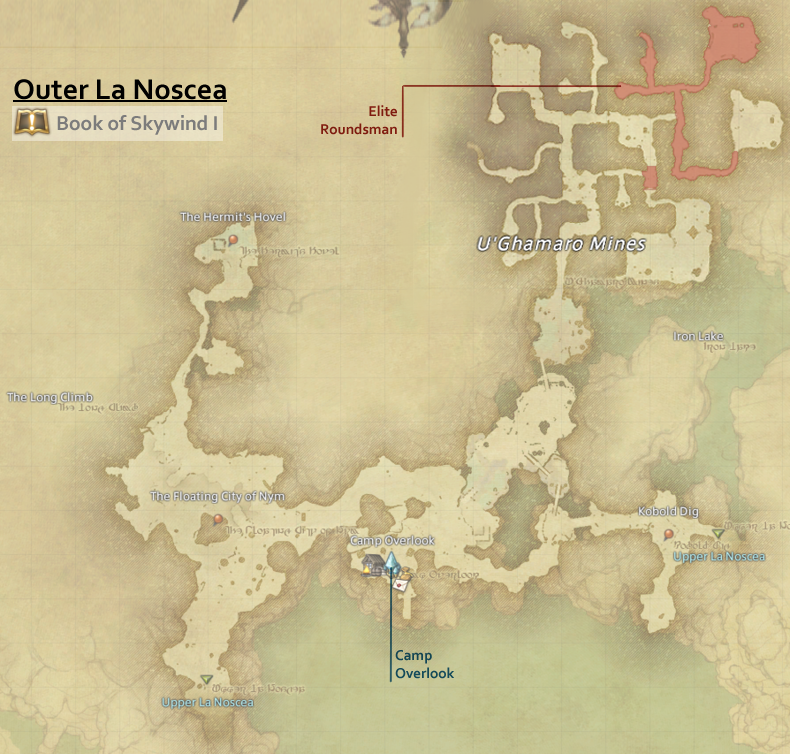 Outer La Noscea
Book of Skywind I
Elite
Roundsman
The Hermit's Hovel
U'Ghamaro Mines
Iron Lake
The Long Climb
The Floating City of Nym
Kobold Dig
Camp Overlook
Upper La Noscea
Camp
Overlook
Upper La Noscea